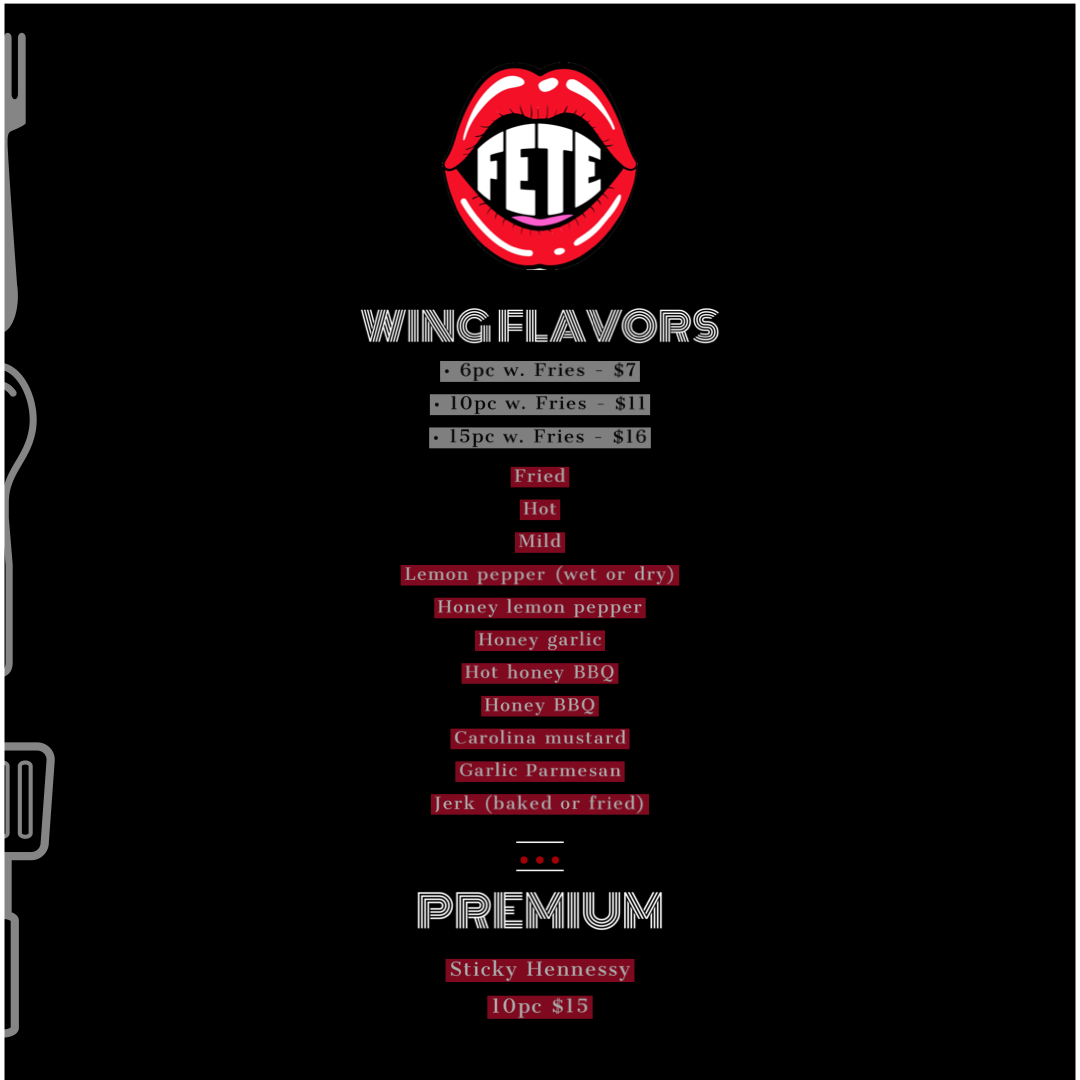 FETE
WING FLAVORS
• 6pc w. Fries - $7
• 10pc w. Fries - $11
• 15pc w. Fries - $16
Fried
Hot
Mild
Lemon pepper (wet or dry)
Honey lemon pepper
Honey garlic
Hot honey BBQ
Honey BBQ
Carolina mustard
Garlic Parmesan
Jerk (baked or fried)
PREMIUM
Sticky Hennessy
10pc $15